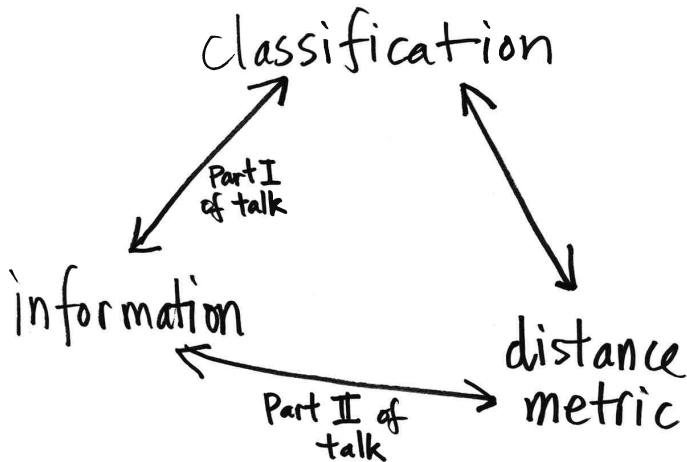 classification
Part I
of talk
information
distance
metric
Part II of
talk